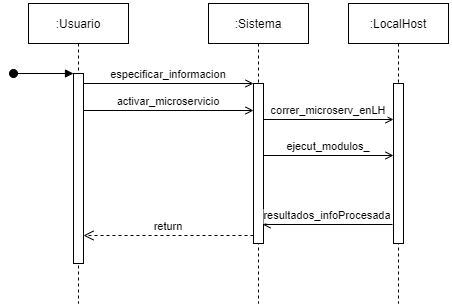 :Usuario
:Sistema
:LocalHost
especificar_informacion
activar_microservicio
correr_microserv_enLH
ejecut_modulos_
resultados_infoProcesada
return